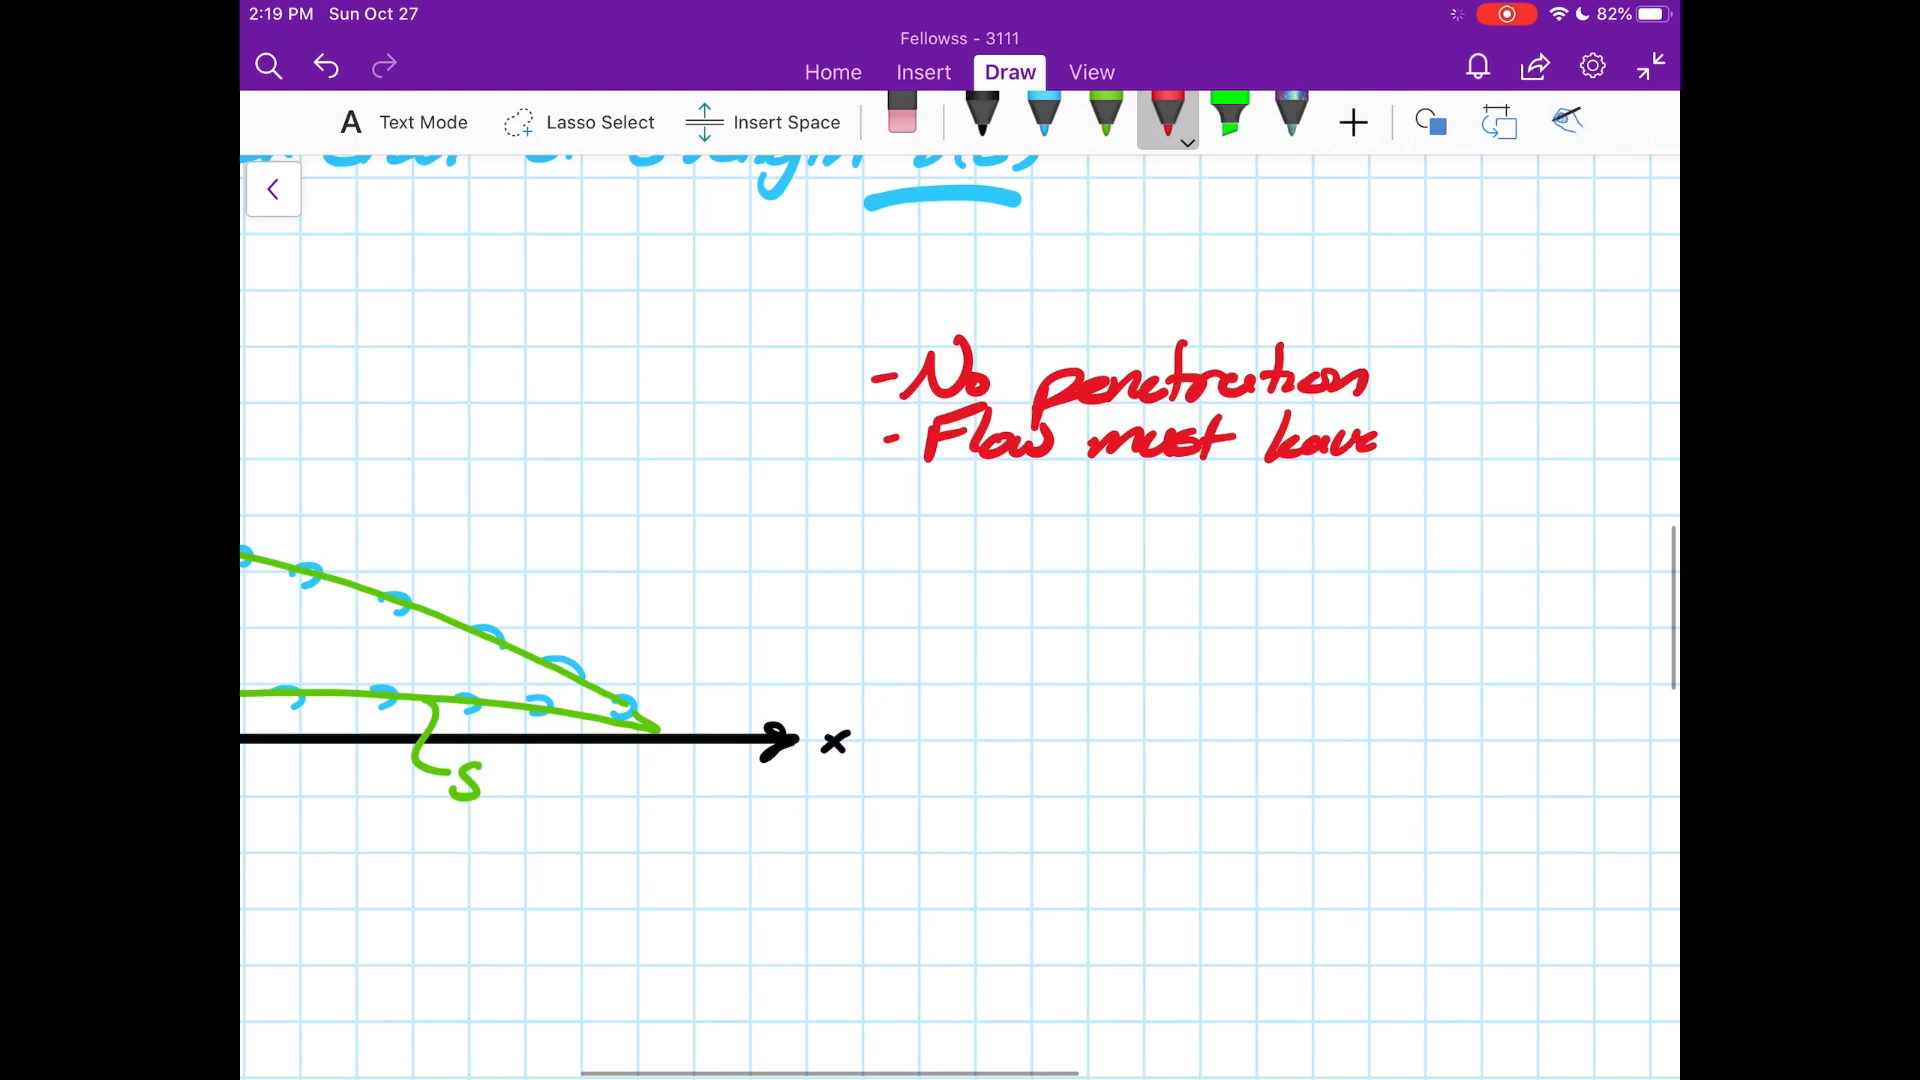 2:19 PM Sun Oct 27
82%
Fellowss - 3111
Home Insert Draw View
A Text Mode Lasso Select Insert Space
- No penetration
- Flow must leave
x
s